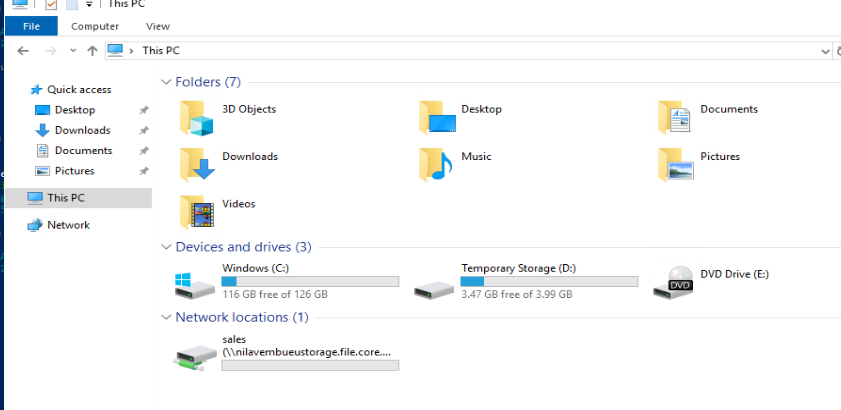 This PC
File Computer View
This PC
Quick access
Desktop
Downloads
Documents
Pictures
This PC
Network
Folders (7)
3D Objects Desktop Documents
Downloads Music Pictures
Videos
Devices and drives (3)
Windows (C:) Temporary Storage (D:) DVD Drive (E:)
116 GB free of 126 GB 3.47 GB free of 3.99 GB
DVD
Network locations (1)
sales
(\\nilavembueustorage.file.core....